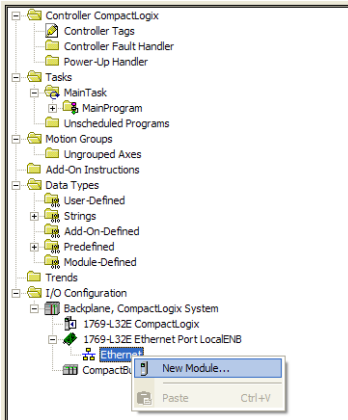 Controller CompactLogix
Controller Tags
Controller Fault Handler
Power-Up Handler
Tasks
MainTask
MainProgram
Unscheduled Programs
Motion Groups
Ungrouped Axes
Add-On Instructions
Data Types
User-Defined
Strings
Add-On-Defined
Predefined
Module-Defined
Trends
I/O Configuration
Backplane, CompactLogix System
1769-L32E CompactLogix
1769-L32E Ethernet Port LocalENB
Ethernet
New Module...
Paste Ctrl+V